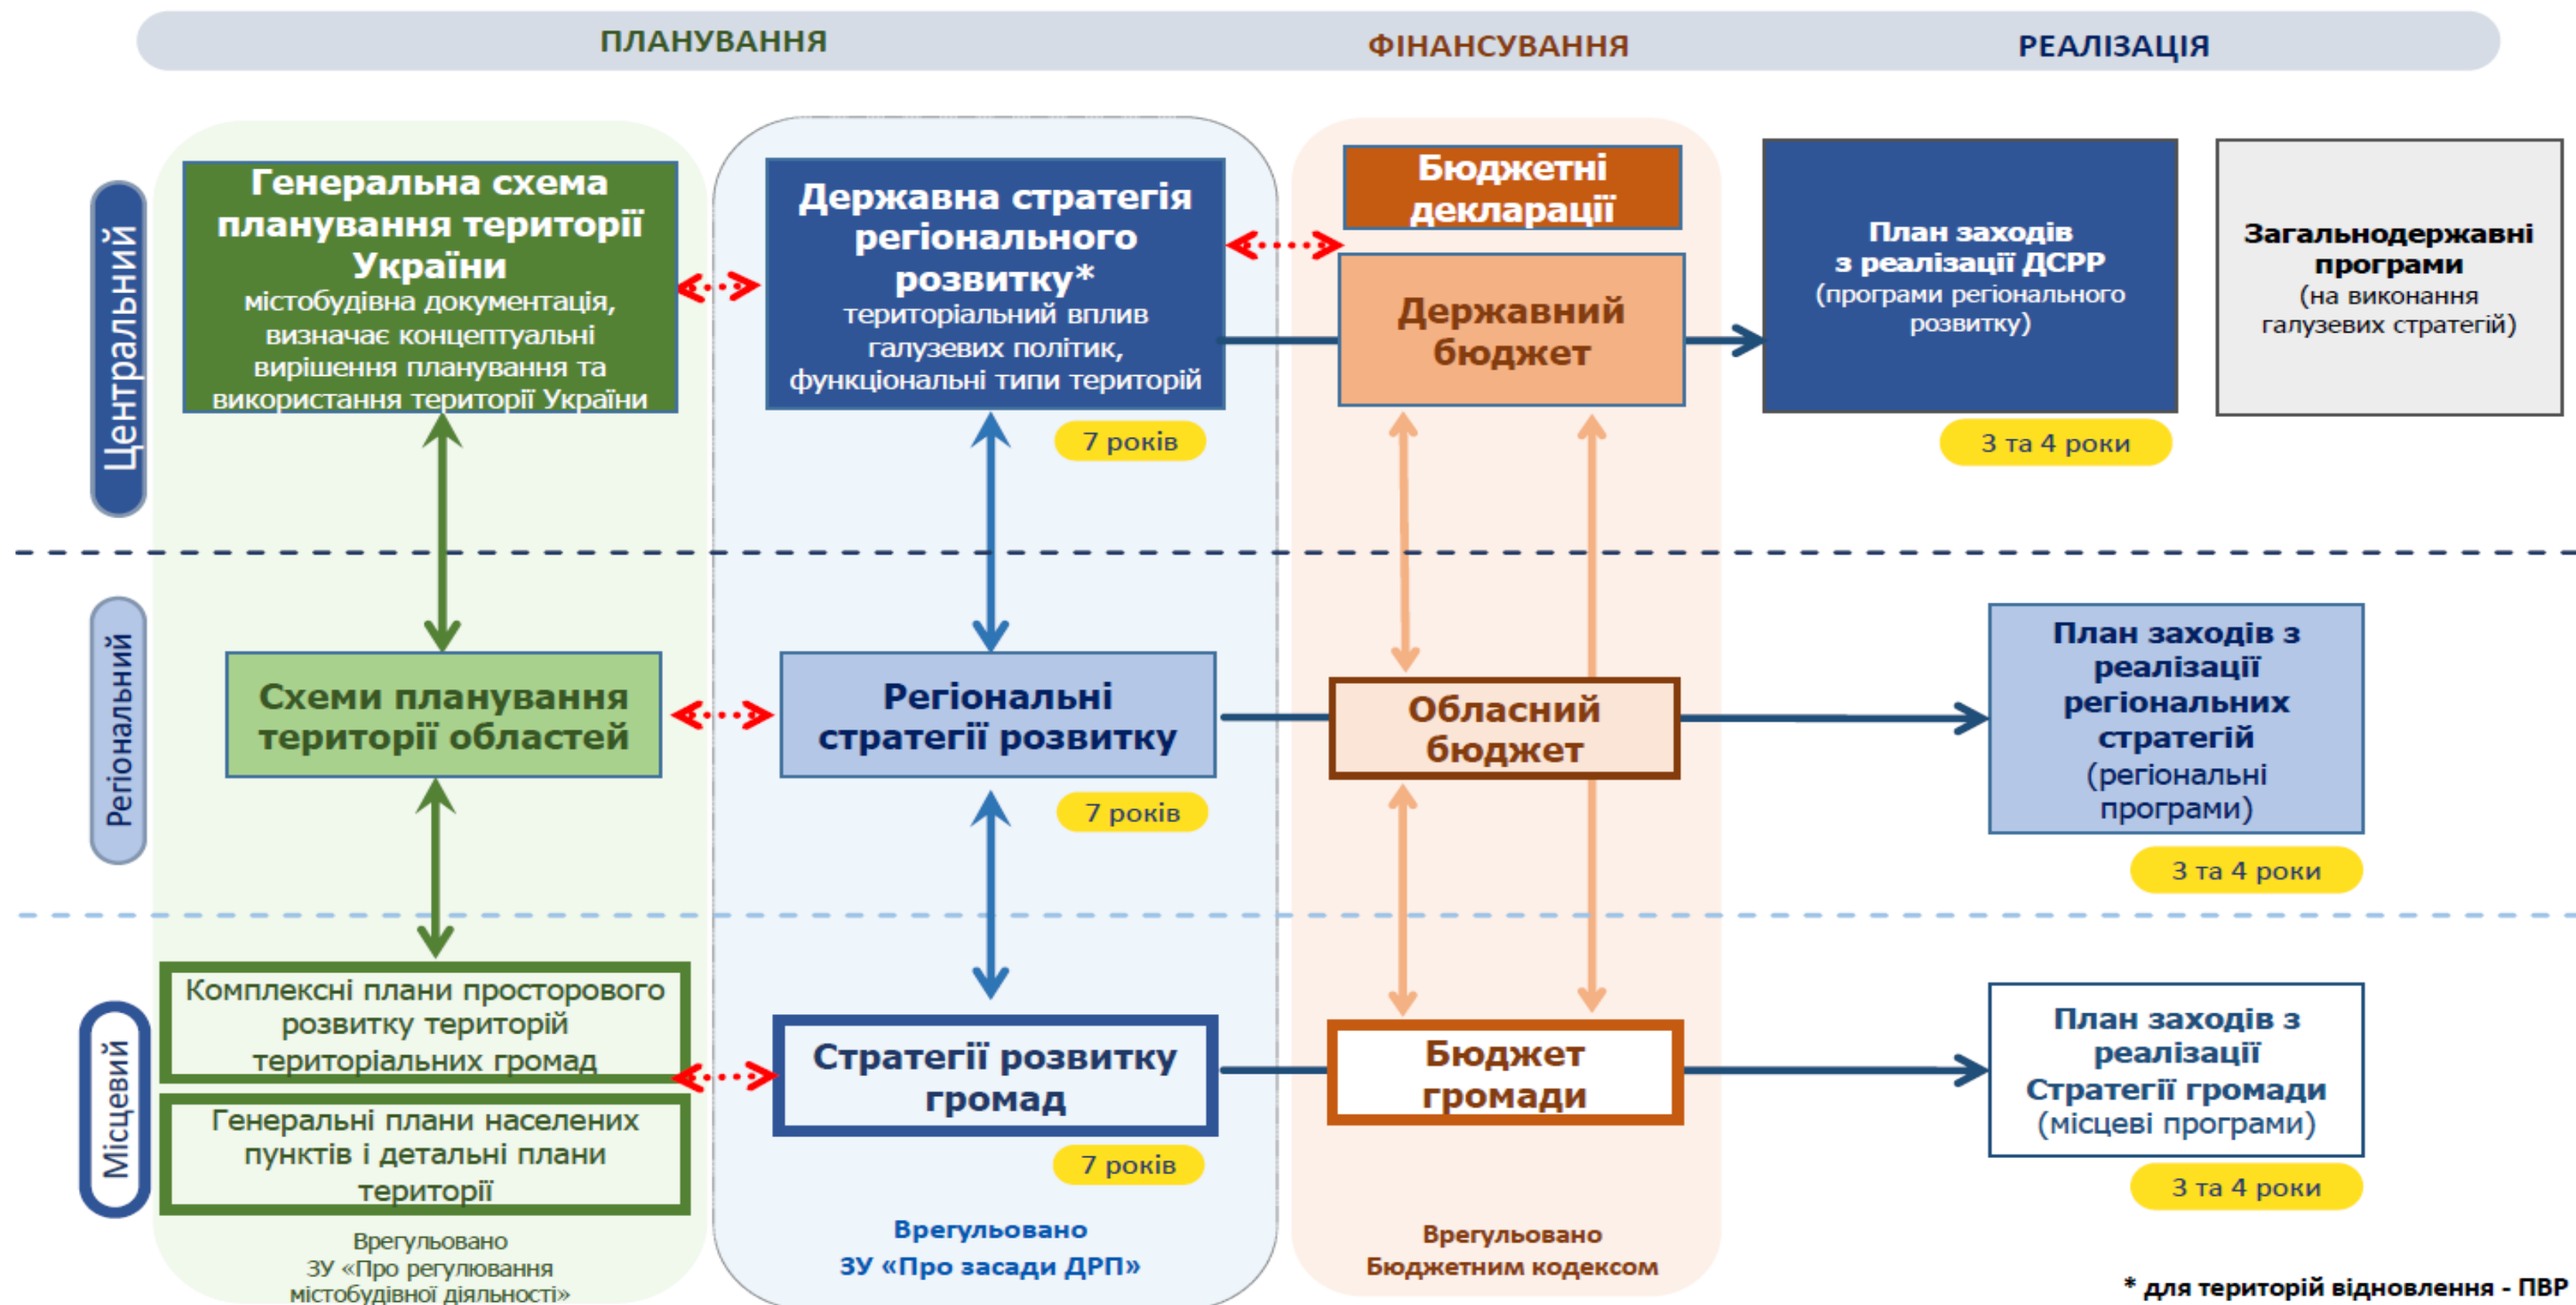 ПЛАНУВАННЯ
ФІНАНСУВАННЯ
РЕАЛІЗАЦІЯ
Центральний
Генеральна схема
планування території
України
містобудівна документація,
визначає концептуальні
вирішення планування та
використання території України
Державна стратегія
регіонального
розвитку*
територіальний вплив
галузевих політик,
функціональні типи територій
7 років
Бюджетні
декларації
Державний
бюджет
План заходів
з реалізації ДСРР
(програми регіонального
розвитку)
3 та 4 роки
Загальнодержавні
програми
(на виконання
галузевих стратегій)
Регіональний
Схеми планування
території областей
Регіональні
стратегії розвитку
7 років
Обласний
бюджет
План заходів з
реалізації
регіональних
стратегій
(регіональні
програми)
3 та 4 роки
Місцевий
Комплексні плани просторового
розвитку територій
територіальних громад
Генеральні плани населених
пунктів і детальні плани
території
Стратегії розвитку
громад
7 років
Бюджет
громади
План заходів з
реалізації
Стратегії громади
(місцеві програми)
3 та 4 роки
Врегульовано
ЗУ «Про регулювання
містобудівної діяльності»
Врегульовано
ЗУ «Про засади ДРП»
Врегульовано
Бюджетним кодексом
* для територій відновлення - ПВР